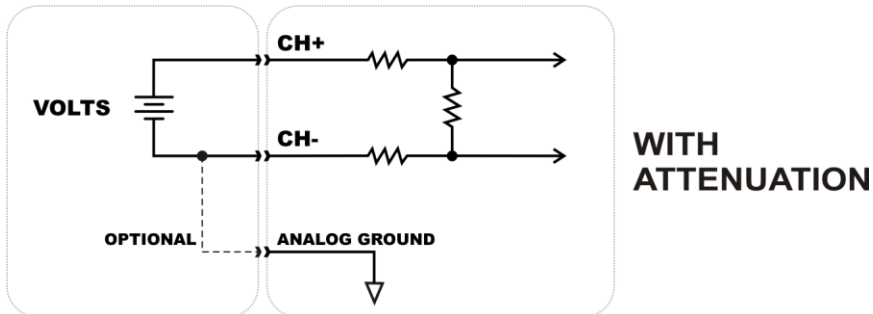 CH+
VOLTS
CH-
WITH
ATTENUATION
OPTIONAL
ANALOG GROUND